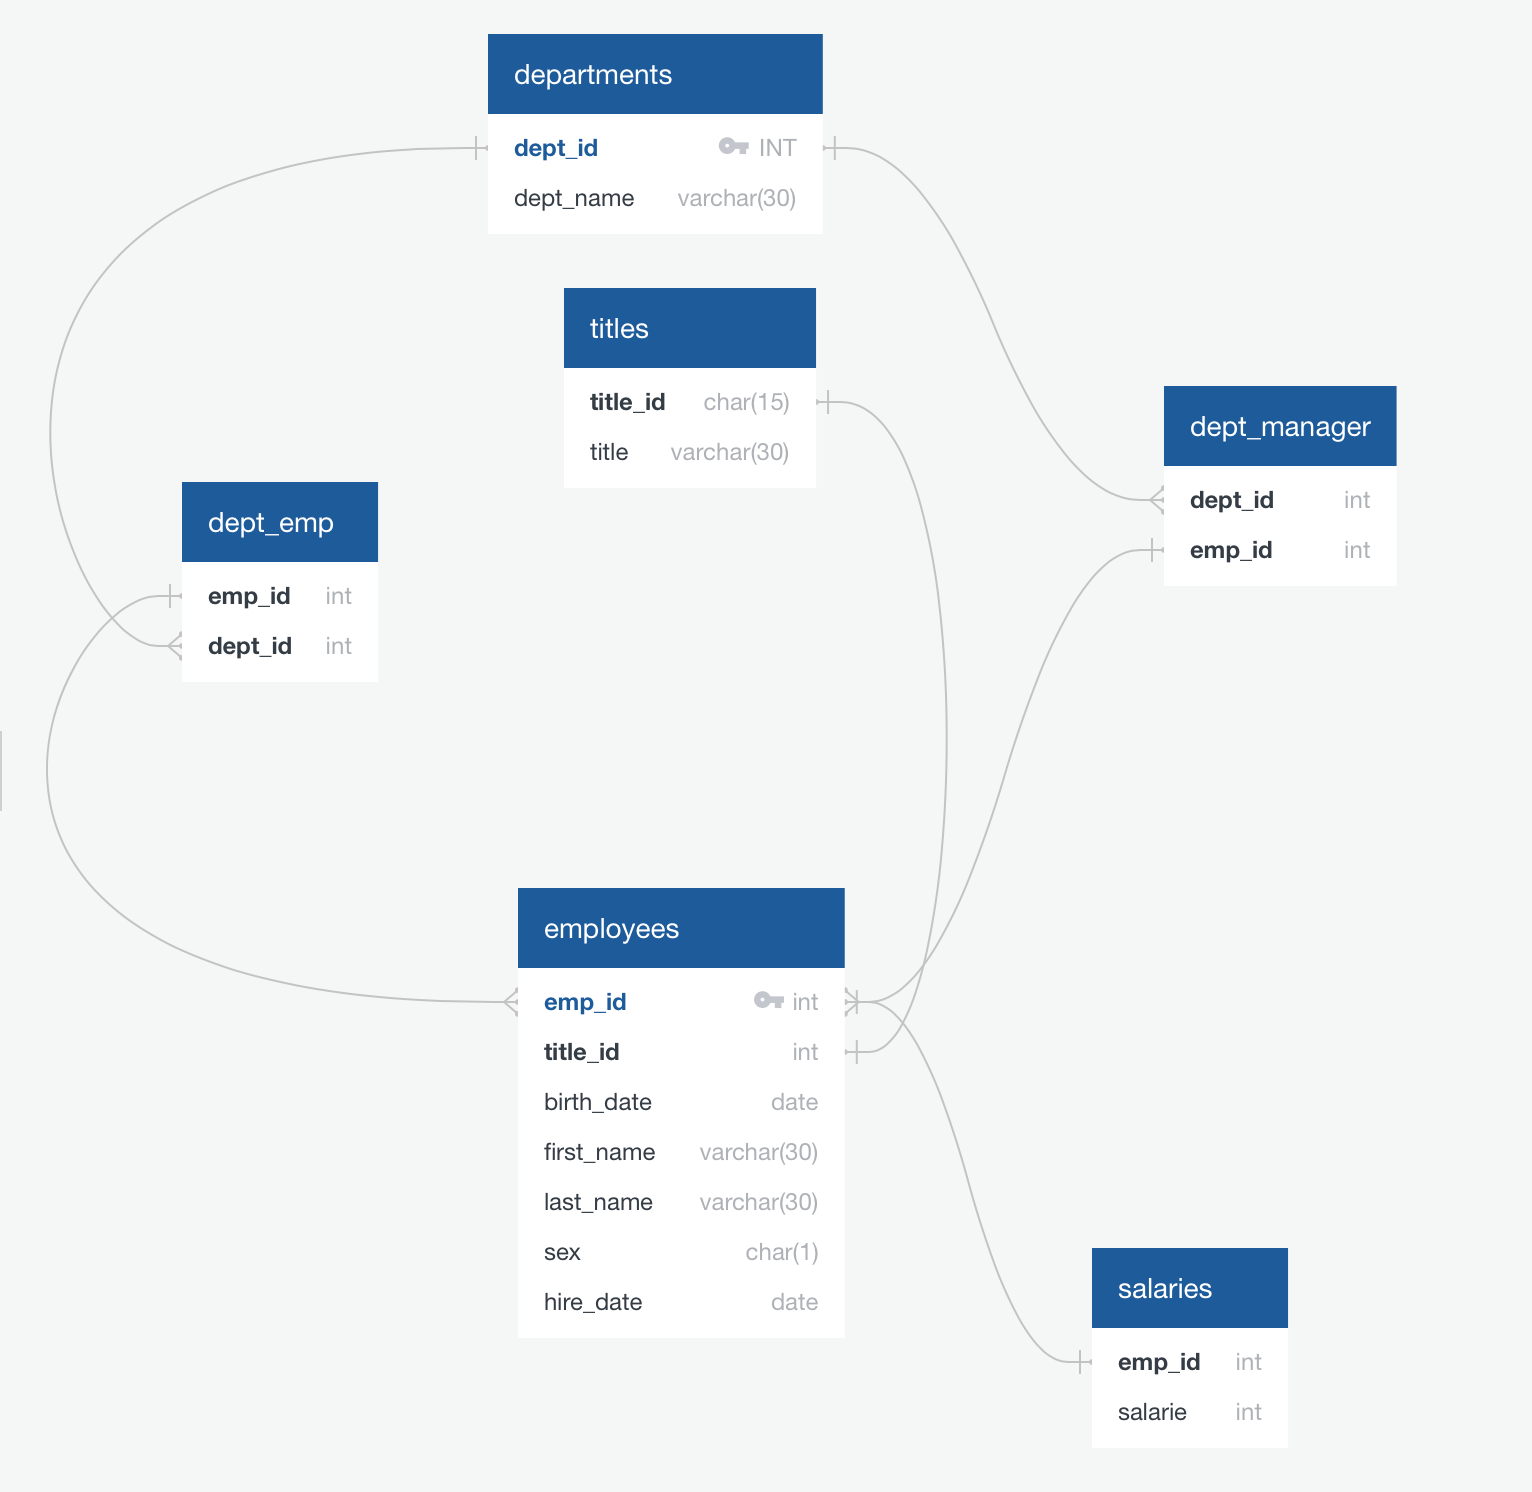 departments
dept_id INT
dept_name varchar(30)
titles
title_id char(15)
title varchar(30)
dept_manager
dept_id int
emp_id int
dept_emp
emp_id int
dept_id int
employees
emp_id int
title_id int
birth_date date
first_name varchar(30)
last_name varchar(30)
sex char(1)
hire_date date
salaries
emp_id int
salarie int